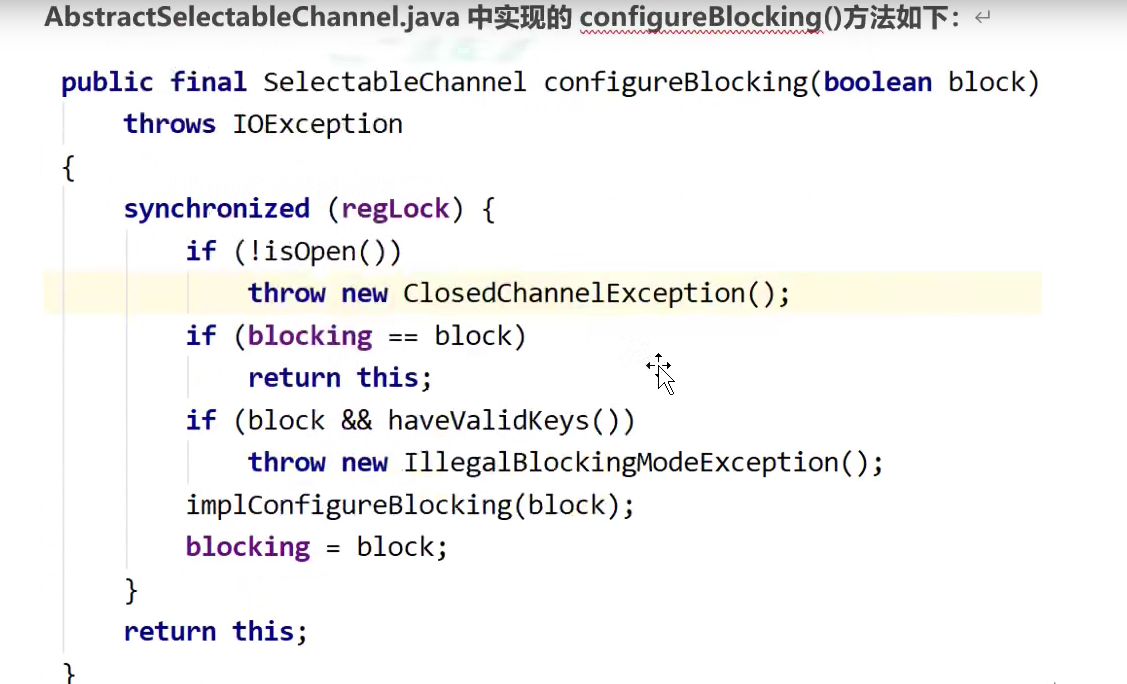 AbstractSelectableChannel.java 中实现的 configureBlocking()方法如下：↵
public final SelectableChannel configureBlocking(boolean block)
throws IOException
{
synchronized (regLock) {
if (!isOpen())
throw new ClosedChannelException();
if (blocking == block)
return this;
if (block && haveValidKeys())
throw new IllegalBlockingModeException();
implConfigureBlocking(block);
blocking = block;
}
return this;
}